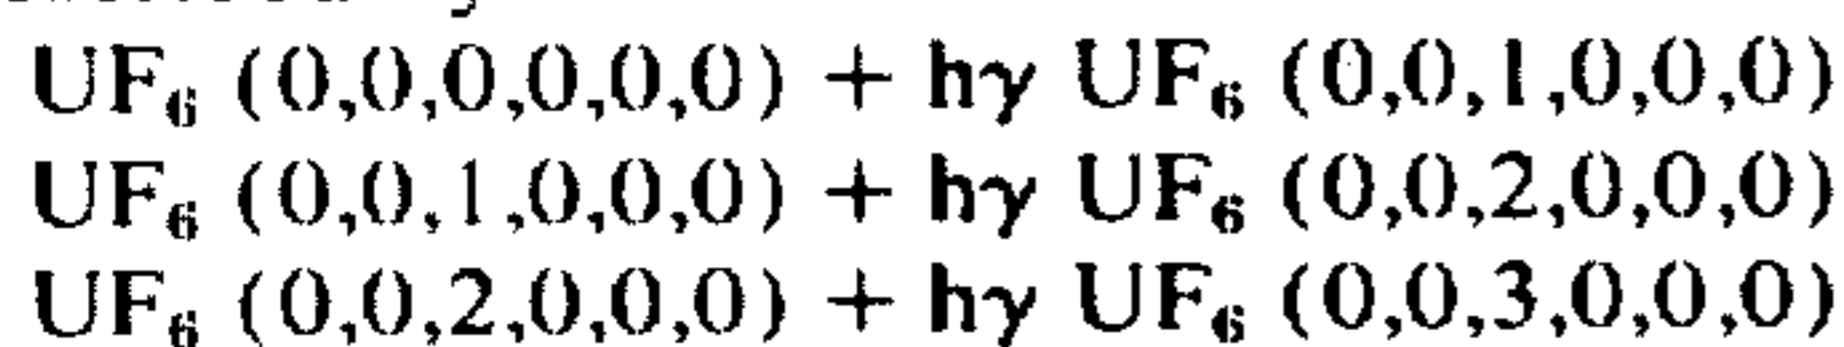 UF₆ (0,0,0,0,0,0) + hγ UF₆ (0,0,1,0,0,0)
UF₆ (0,0,1,0,0,0) + hγ UF₆ (0,0,2,0,0,0)
UF₆ (0,0,2,0,0,0) + hγ UF₆ (0,0,3,0,0,0)